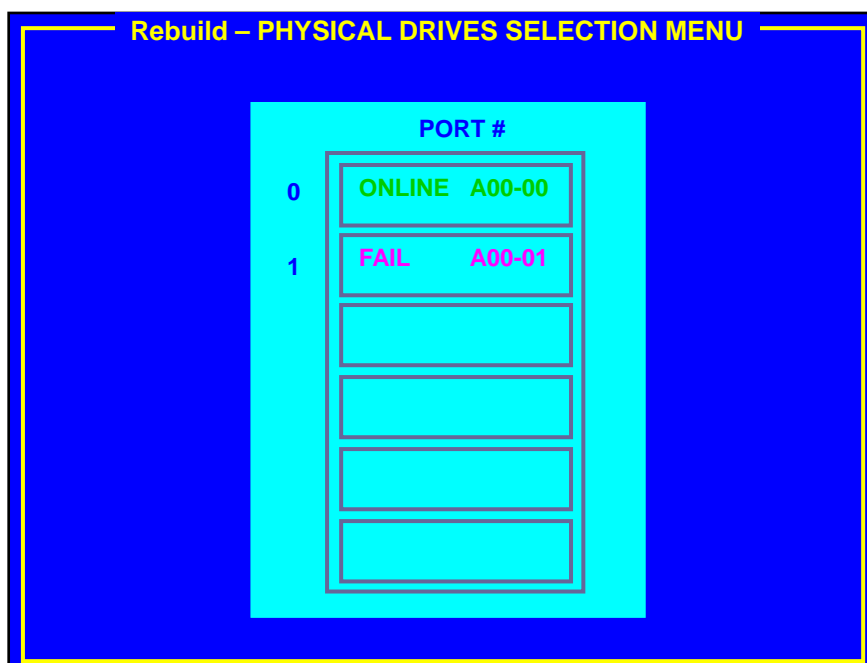 Rebuild – PHYSICAL DRIVES SELECTION MENU
PORT #
0 ONLINE A00-00
1 FAIL A00-01